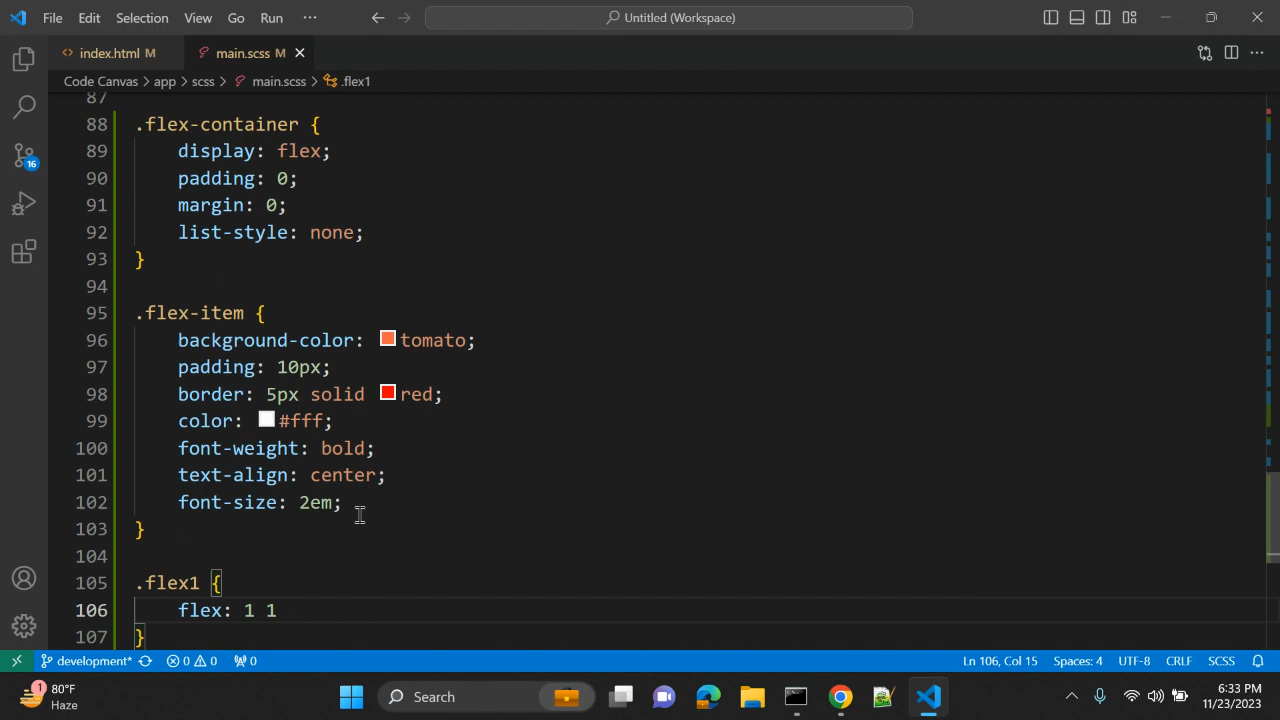 File Edit Selection View Go Run ··· Untitled (Workspace)
index.html M main.scss M
Code Canvas > app > scss > main.scss > .flex1
87
88 .flex-container {
89 display: flex;
90 padding: 0;
91 margin: 0;
92 list-style: none;
93 }
94
95 .flex-item {
96 background-color: tomato;
97 padding: 10px;
98 border: 5px solid red;
99 color: #fff;
100 font-weight: bold;
101 text-align: center;
102 font-size: 2em;
103 }
104
105 .flex1 {
106 flex: 1 1
107 }
16
development* 0 0 0 Ln 106, Col 15 Spaces: 4 UTF-8 CRLF SCSS
1 80°F Search 6:33 PM
Haze 11/23/2023